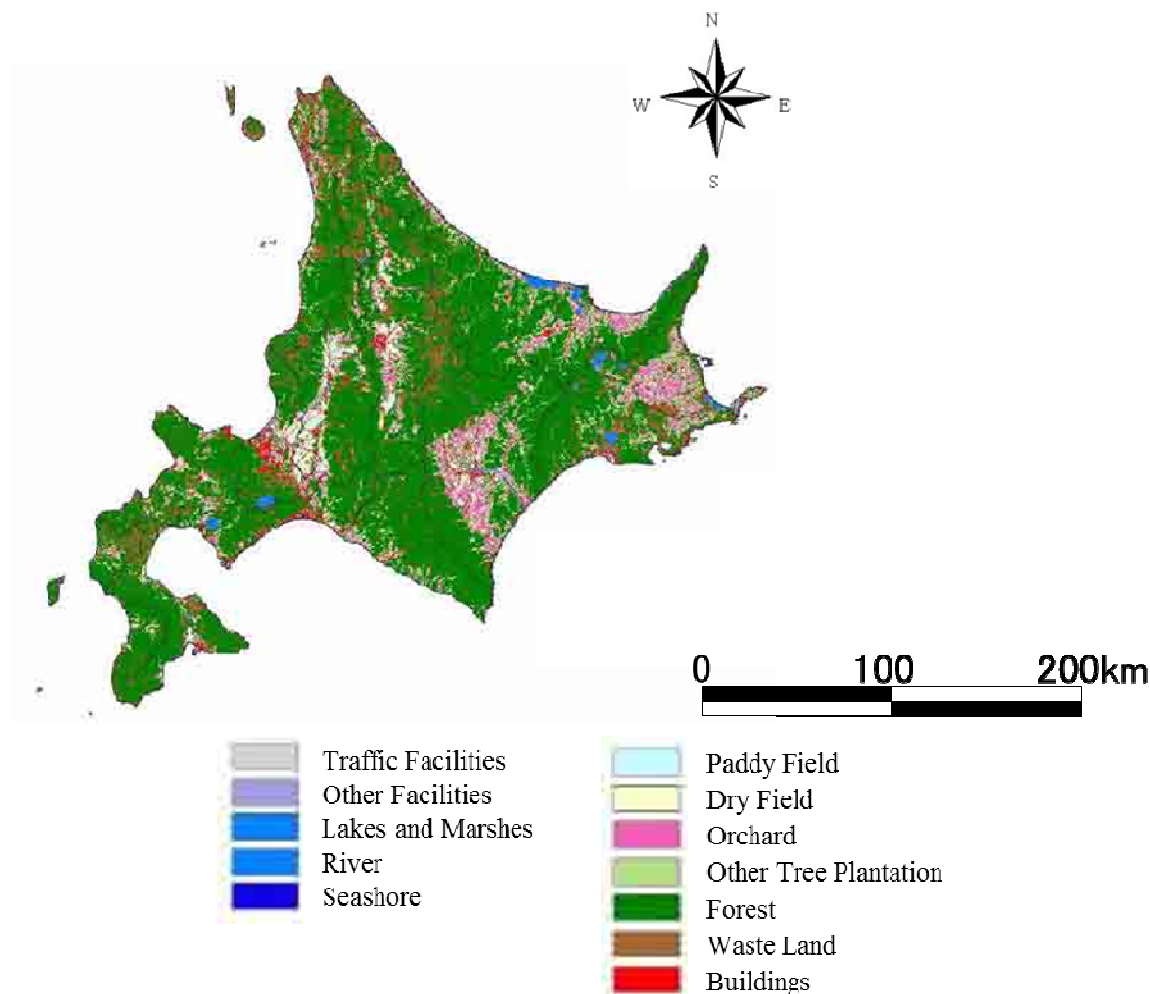 N
W E
S
0 100 200km
Traffic Facilities
Other Facilities
Lakes and Marshes
River
Seashore
Paddy Field
Dry Field
Orchard
Other Tree Plantation
Forest
Waste Land
Buildings